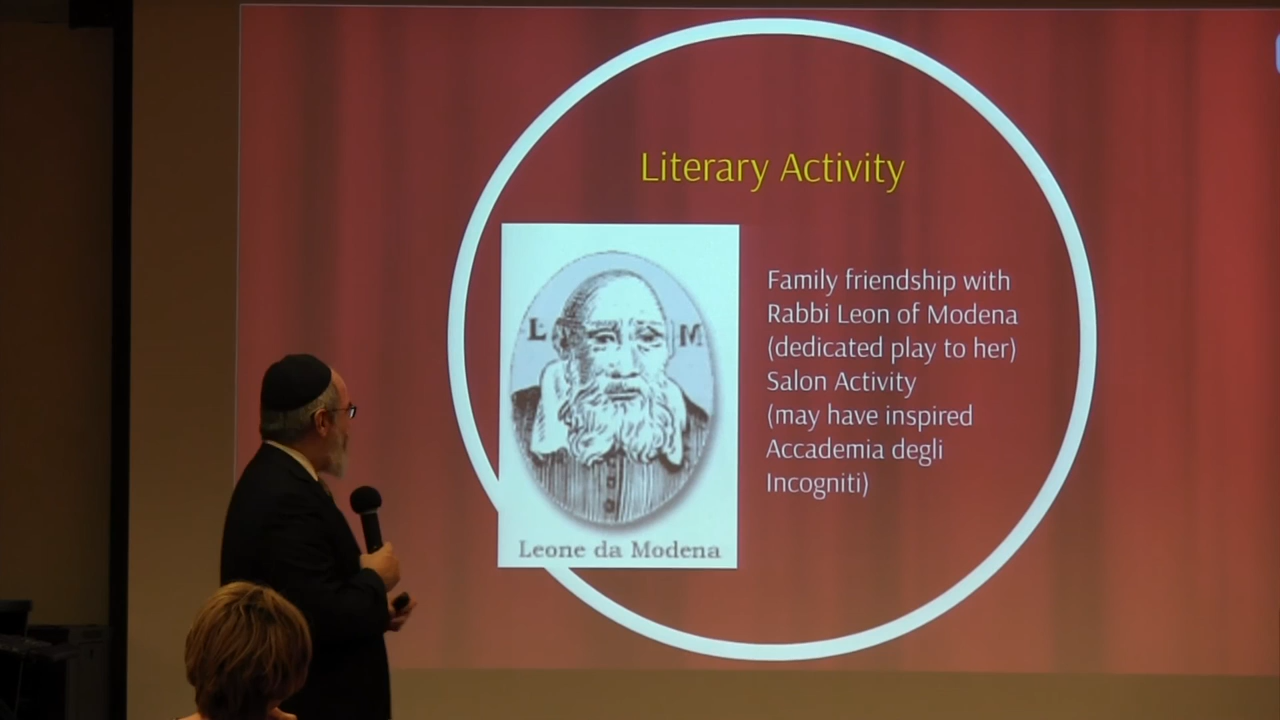 Literary Activity
L M
Leone da Modena
Family friendship with
Rabbi Leon of Modena
(dedicated play to her)
Salon Activity
(may have inspired
Accademia degli
Incogniti)